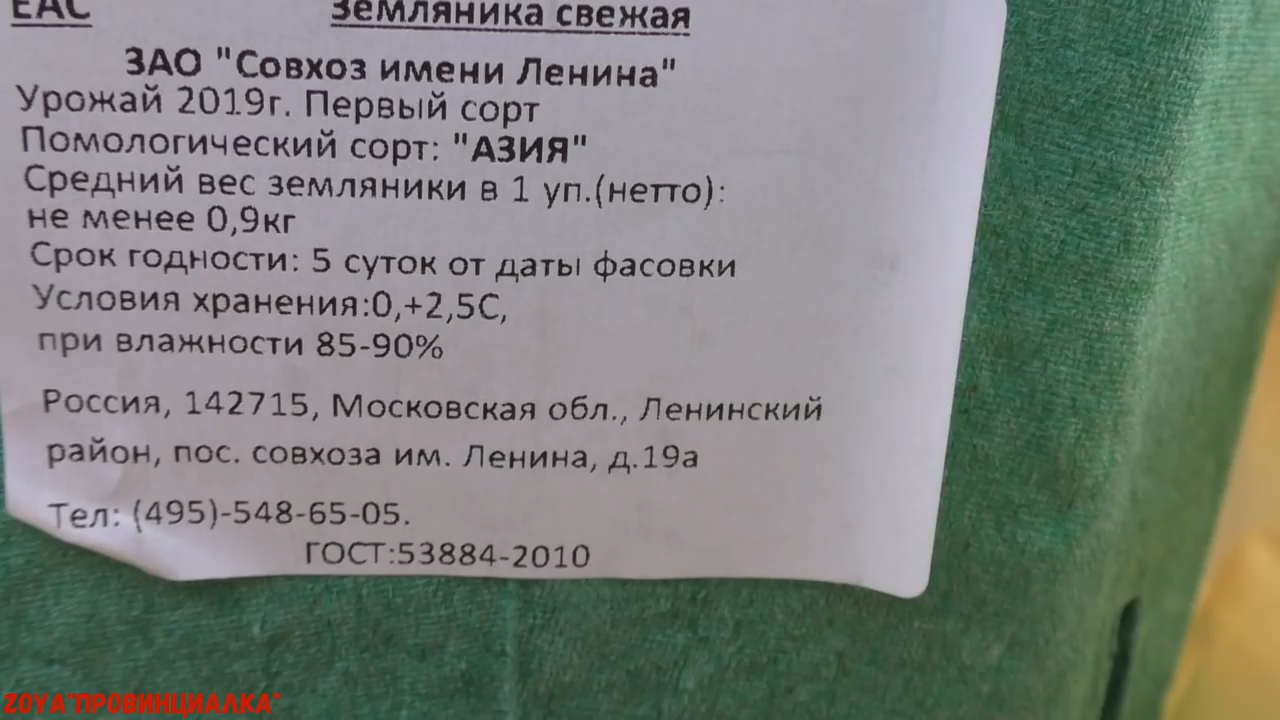 ЕАС Земляника свежая
ЗАО "Совхоз имени Ленина"
Урожай 2019г. Первый сорт
Помологический сорт: "АЗИЯ"
Средний вес земляники в 1 уп.(нетто):
не менее 0,9кг
Срок годности: 5 суток от даты фасовки
Условия хранения:0,+2,5С,
при влажности 85-90%
Россия, 142715, Московская обл., Ленинский
район, пос. совхоза им. Ленина, д.19а
Тел: (495)-548-65-05.
ГОСТ:53884-2010
ZOYA"ПРОВИНЦИАЛКА"